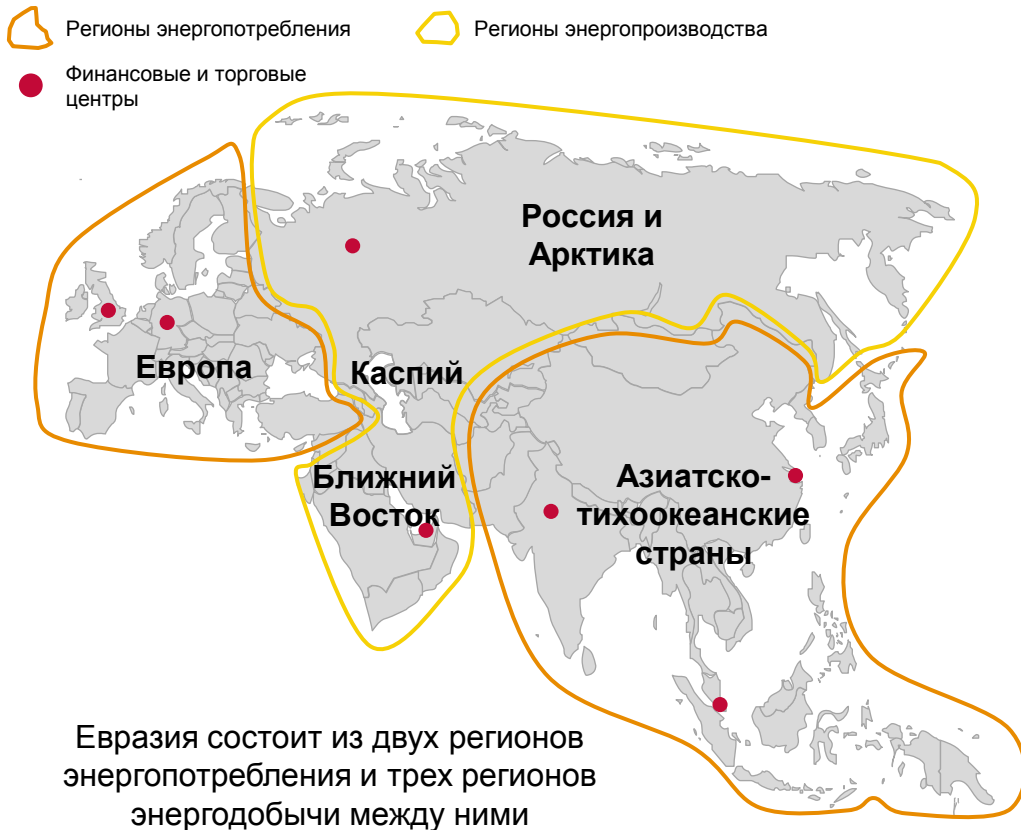 Регионы энергопотребления
Регионы энергопроизводства
Финансовые и торговые
центры
Россия и
Арктика
Европа
Каспий
Ближний
Восток
Азиатско-
тихоокеанские
страны
Евразия состоит из двух регионов
энергопотребления и трех регионов
энергодобычи между ними